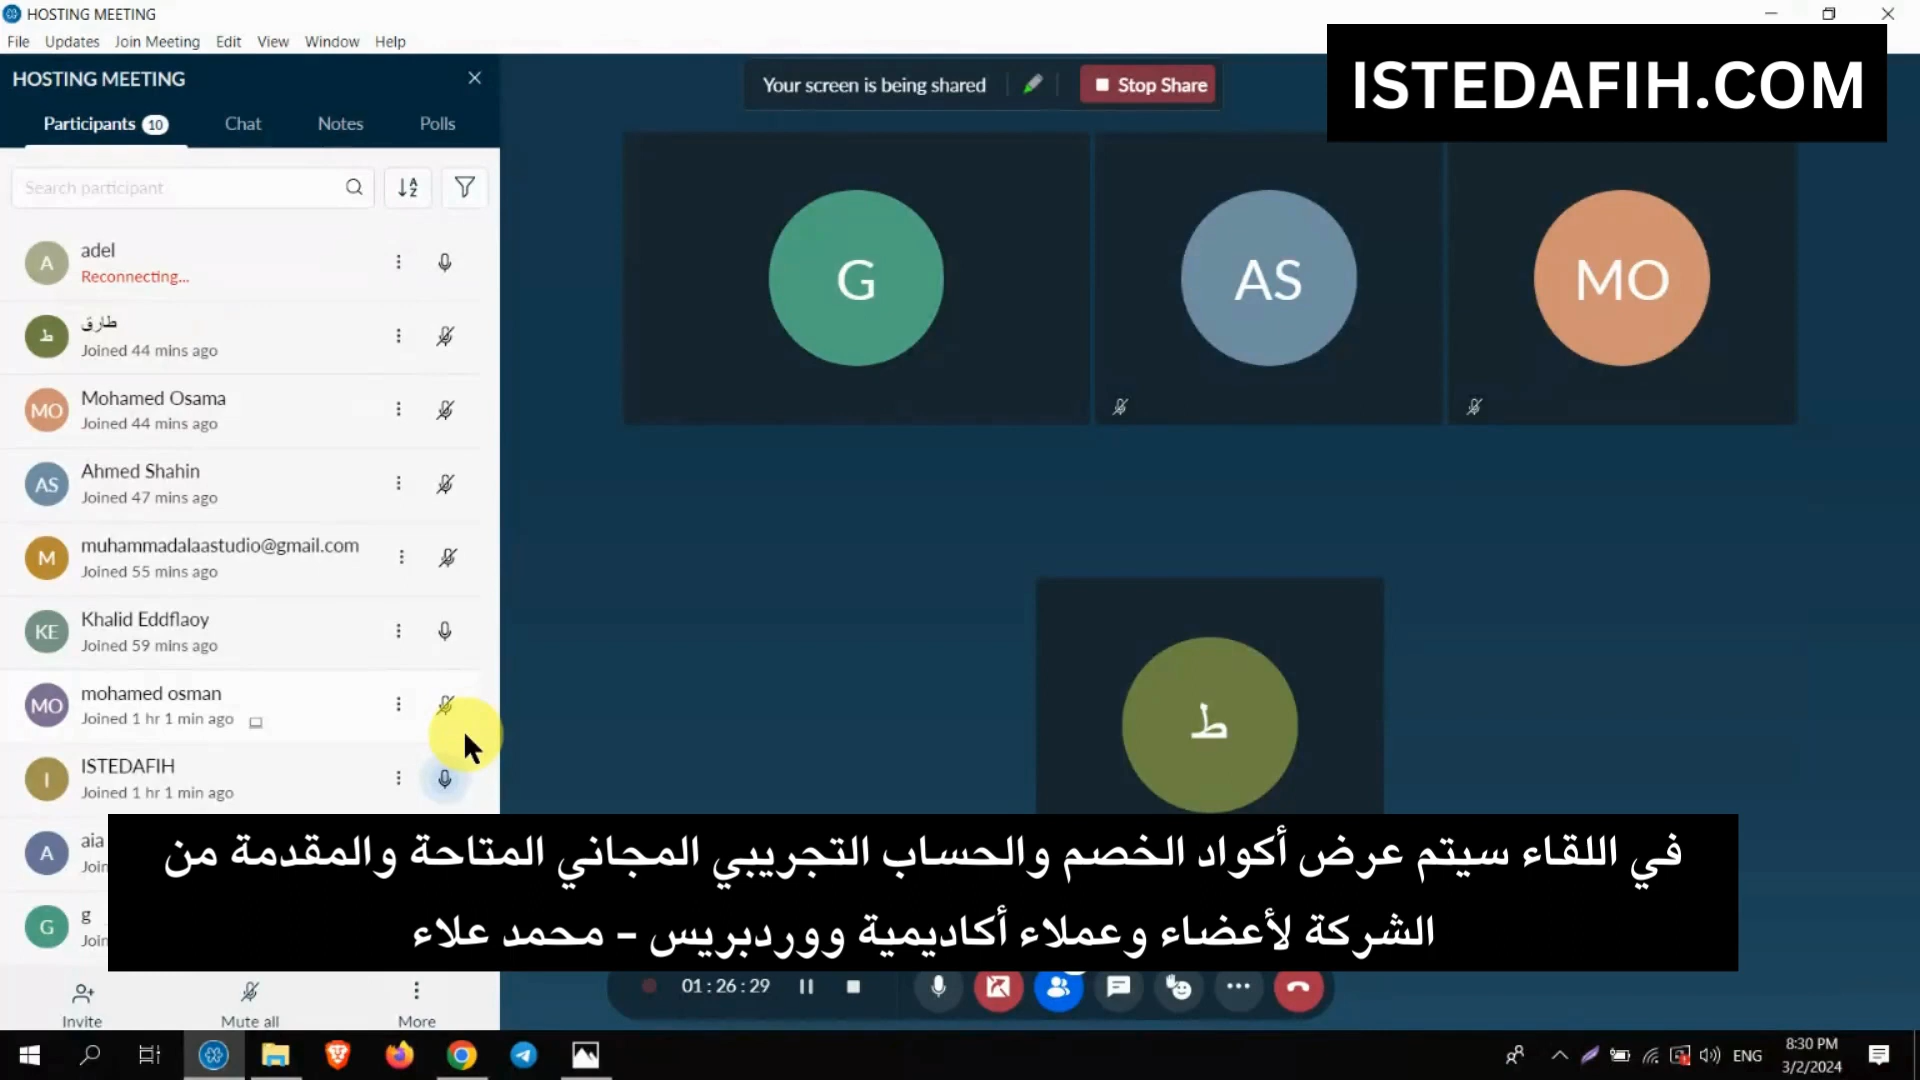 HOSTING MEETING
File Updates Join Meeting Edit View Window Help
HOSTING MEETING
Participants 10 Chat Notes Polls
Your screen is being shared
Stop Share
ISTEDAFIH.COM
Search participant
A
adel
Reconnecting...
ط
طارق
Joined 44 mins ago
MO
Mohamed Osama
Joined 44 mins ago
AS
Ahmed Shahin
Joined 47 mins ago
M
muhammadalaastudio@gmail.com
Joined 55 mins ago
KE
Khalid Eddflaoy
Joined 59 mins ago
MO
mohamed osman
Joined 1 hr 1 min ago
I
ISTEDAFIH
Joined 1 hr 1 min ago
A
aia
G
g
G
AS
MO
ط
في اللقاء سيتم عرض أكواد الخصم والحساب التجريبي المجاني المتاحة والمقدمة من
الشركة لأعضاء وعملاء أكاديمية ووردبريس – محمد علاء
01:26:29
Invite Mute all More
ENG
8:30 PM
3/2/2024